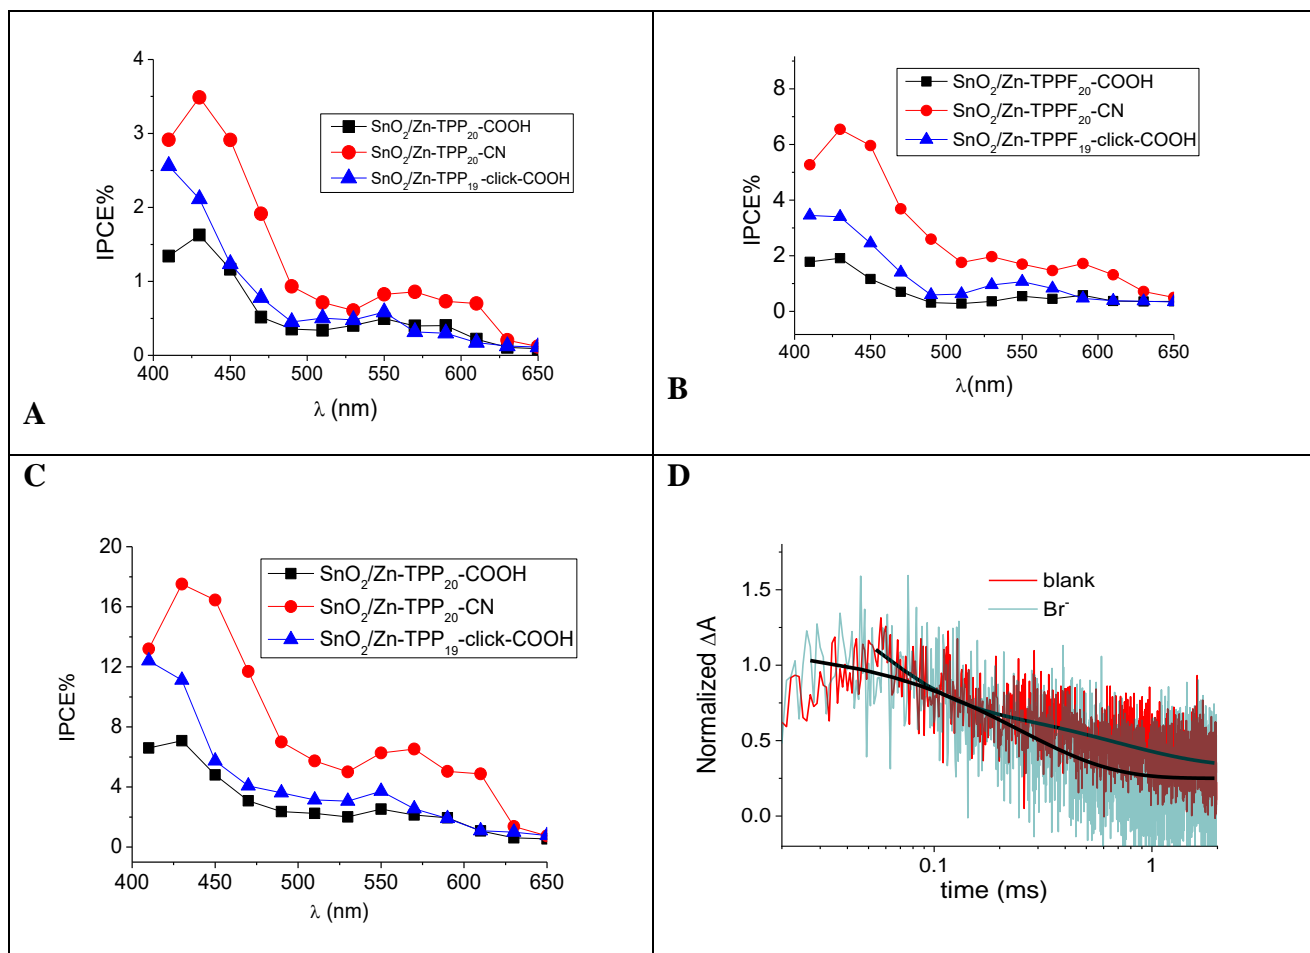 4
3
2
1
0
IPCE%
SnO2/Zn-TPP20-COOH
SnO2/Zn-TPP20-CN
SnO2/Zn-TPP19-click-COOH
400 450 500 550 600 650
λ (nm)
A
8
6
4
2
0
IPCE%
SnO2/Zn-TPPF20-COOH
SnO2/Zn-TPPF20-CN
SnO2/Zn-TPPF19-click-COOH
400 450 500 550 600 650
λ(nm)
B
C
20
16
12
8
4
0
IPCE%
SnO2/Zn-TPP20-COOH
SnO2/Zn-TPP20-CN
SnO2/Zn-TPP19-click-COOH
400 450 500 550 600 650
λ (nm)
D
1.5
1.0
0.5
0.0
Normalized ΔA
blank
Br-
0.1 1
time (ms)